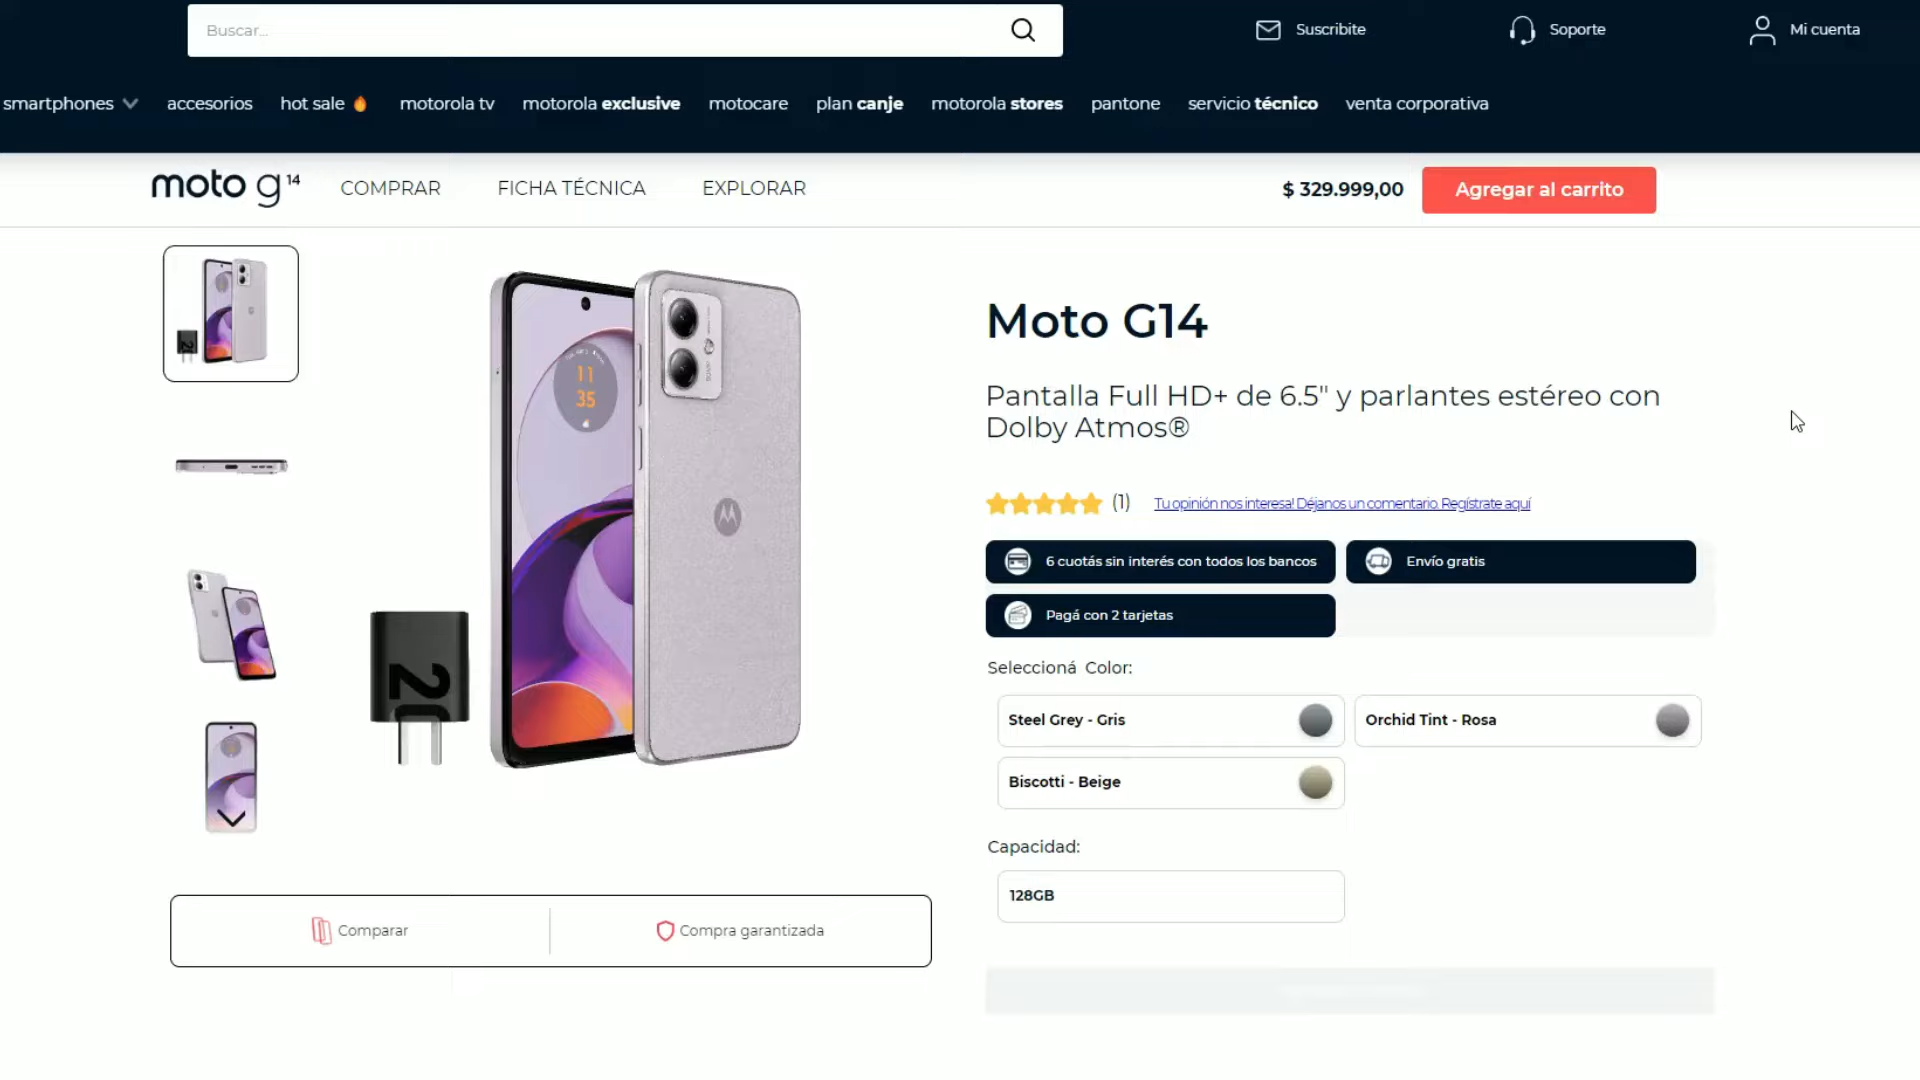 Buscar...
Suscribite
Soporte
Mi cuenta
smartphones
accesorios
hot sale
motorola tv
motorola exclusive
motocare
plan canje
motorola stores
pantone
servicio técnico
venta corporativa
moto g14
COMPRAR
FICHA TÉCNICA
EXPLORAR
$ 329.999,00
Agregar al carrito
11
35
20
Moto G14
Pantalla Full HD+ de 6.5" y parlantes estéreo con
Dolby Atmos®
(1)
Tu opinión nos interesa! Déjanos un comentario. Regístrate aquí
6 cuotás sin interés con todos los bancos
Envío gratis
Pagá con 2 tarjetas
Seleccioná Color:
Steel Grey - Gris
Orchid Tint - Rosa
Biscotti - Beige
Capacidad:
128GB
Comparar
Compra garantizada